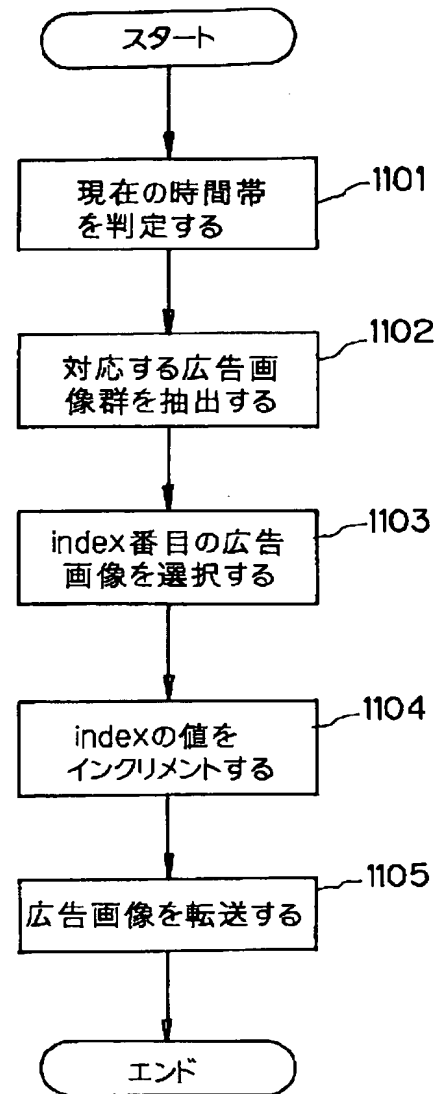 スタート
現在の時間帯
を判定する
1101
対応する広告画
像群を抽出する
1102
index番目の広告
画像を選択する
1103
indexの値を
インクリメントする
1104
広告画像を転送する
1105
エンド